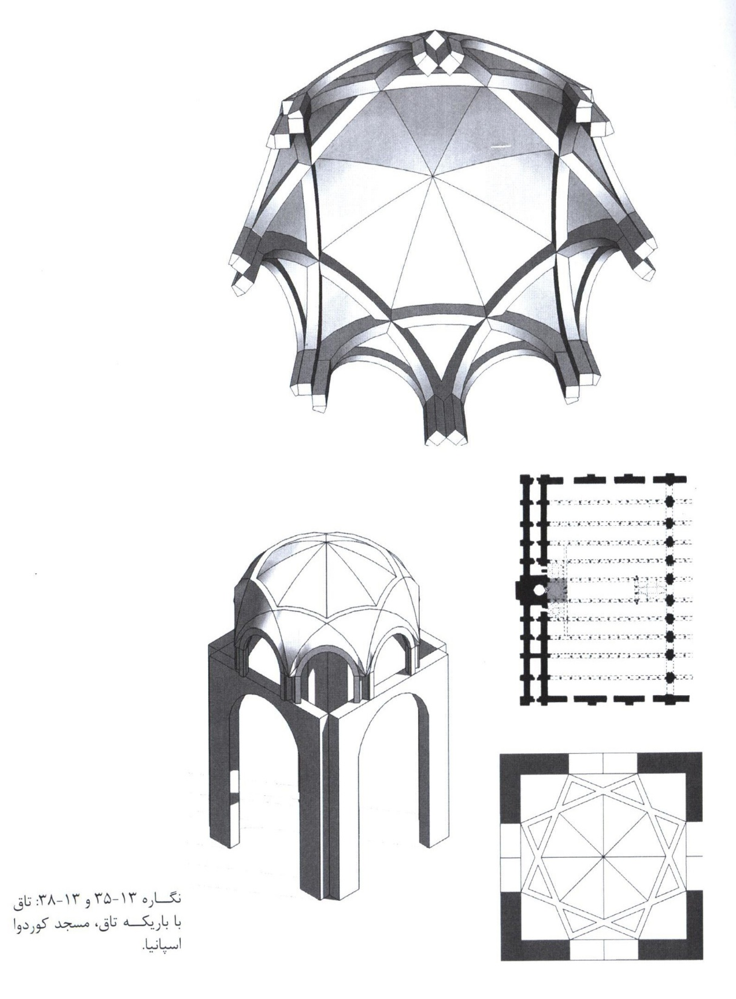 نگاره ۱۳-۳۵ و ۱۳-۳۸: تاق
با باریکه تاق، مسجد کوردوا
اسپانیا.